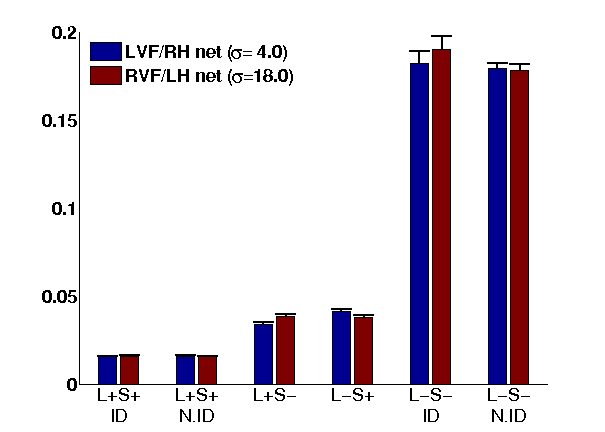 0.2
LVF/RH net (σ= 4.0)
RVF/LH net (σ=18.0)
0.15
0.1
0.05
0
L+S+ L+S+ L+S− L−S+ L−S− L−S−
ID N.ID ID N.ID